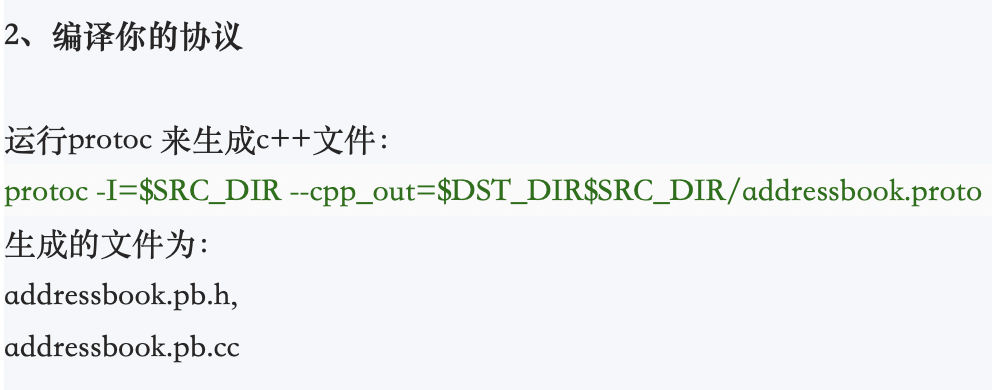 2、编译你的协议
运行protoc 来生成c++文件：
protoc -I=$SRC_DIR --cpp_out=$DST_DIR$SRC_DIR/addressbook.proto
生成的文件为：
addressbook.pb.h,
addressbook.pb.cc